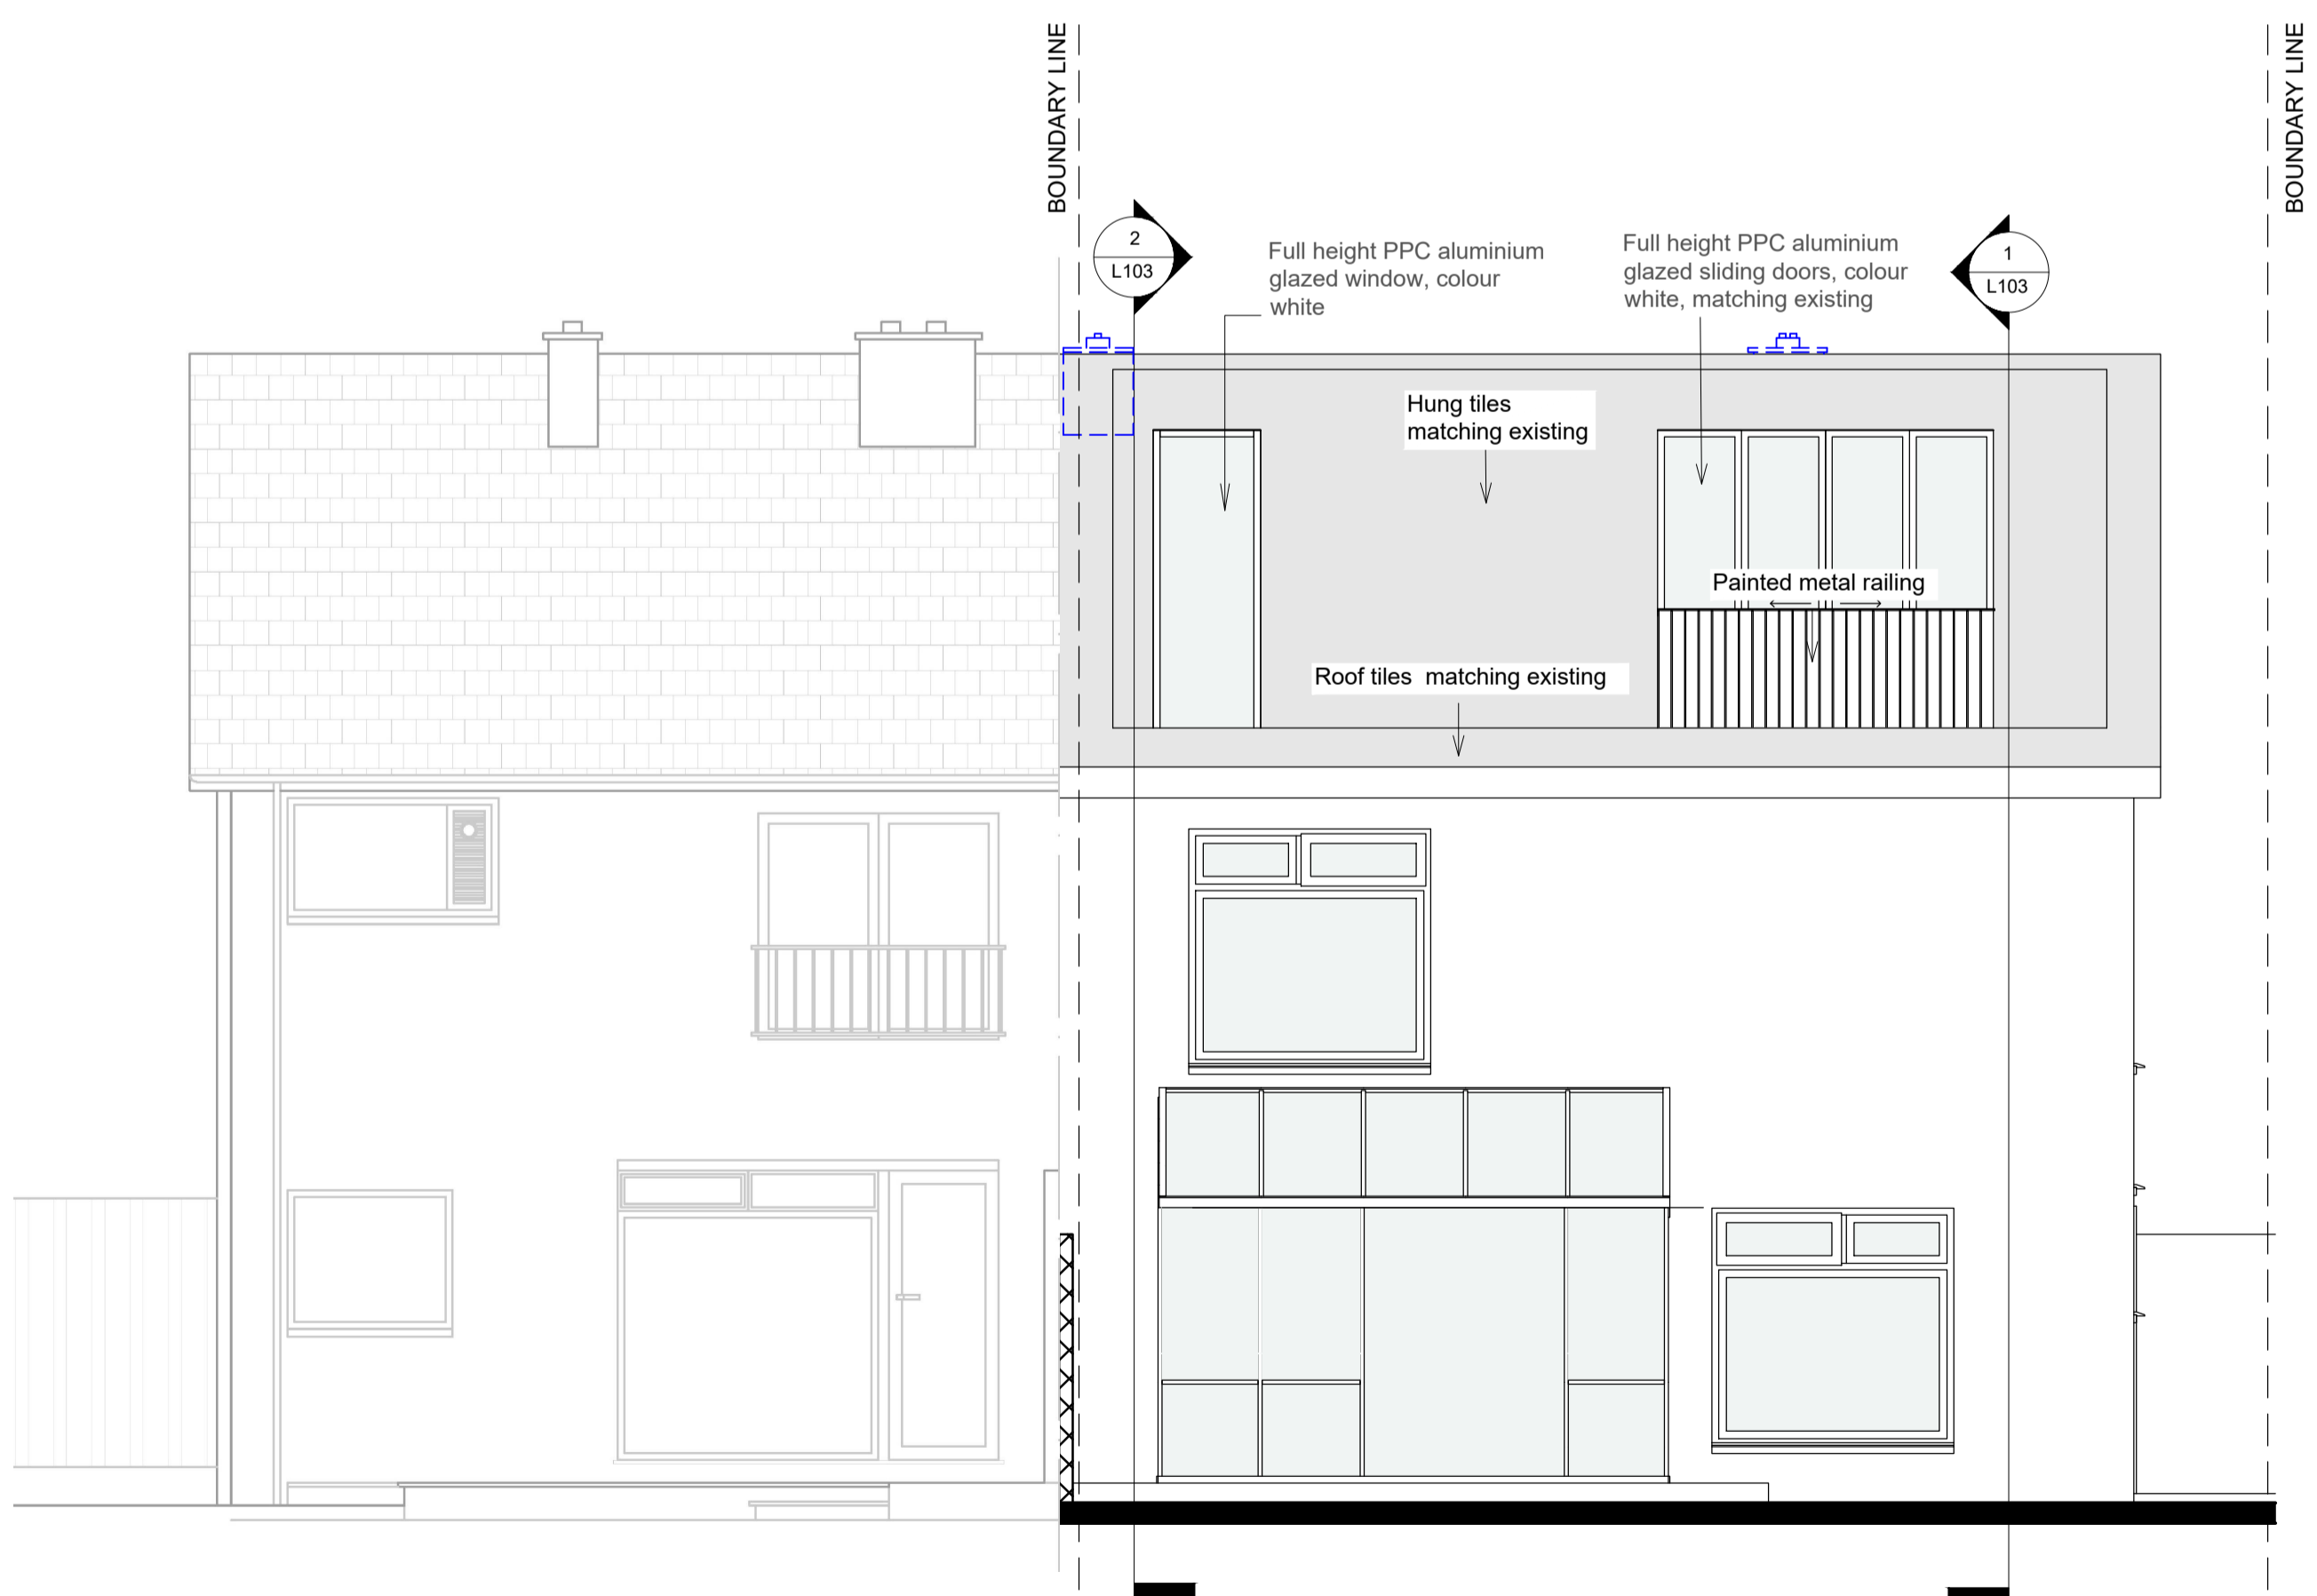 BOUNDARY LINE
BOUNDARY LINE
2
L103
Full height PPC aluminium
glazed window, colour
white
Full height PPC aluminium
glazed sliding doors, colour
white, matching existing
1
L103
Hung tiles
matching existing
Painted metal railing
Roof tiles matching existing